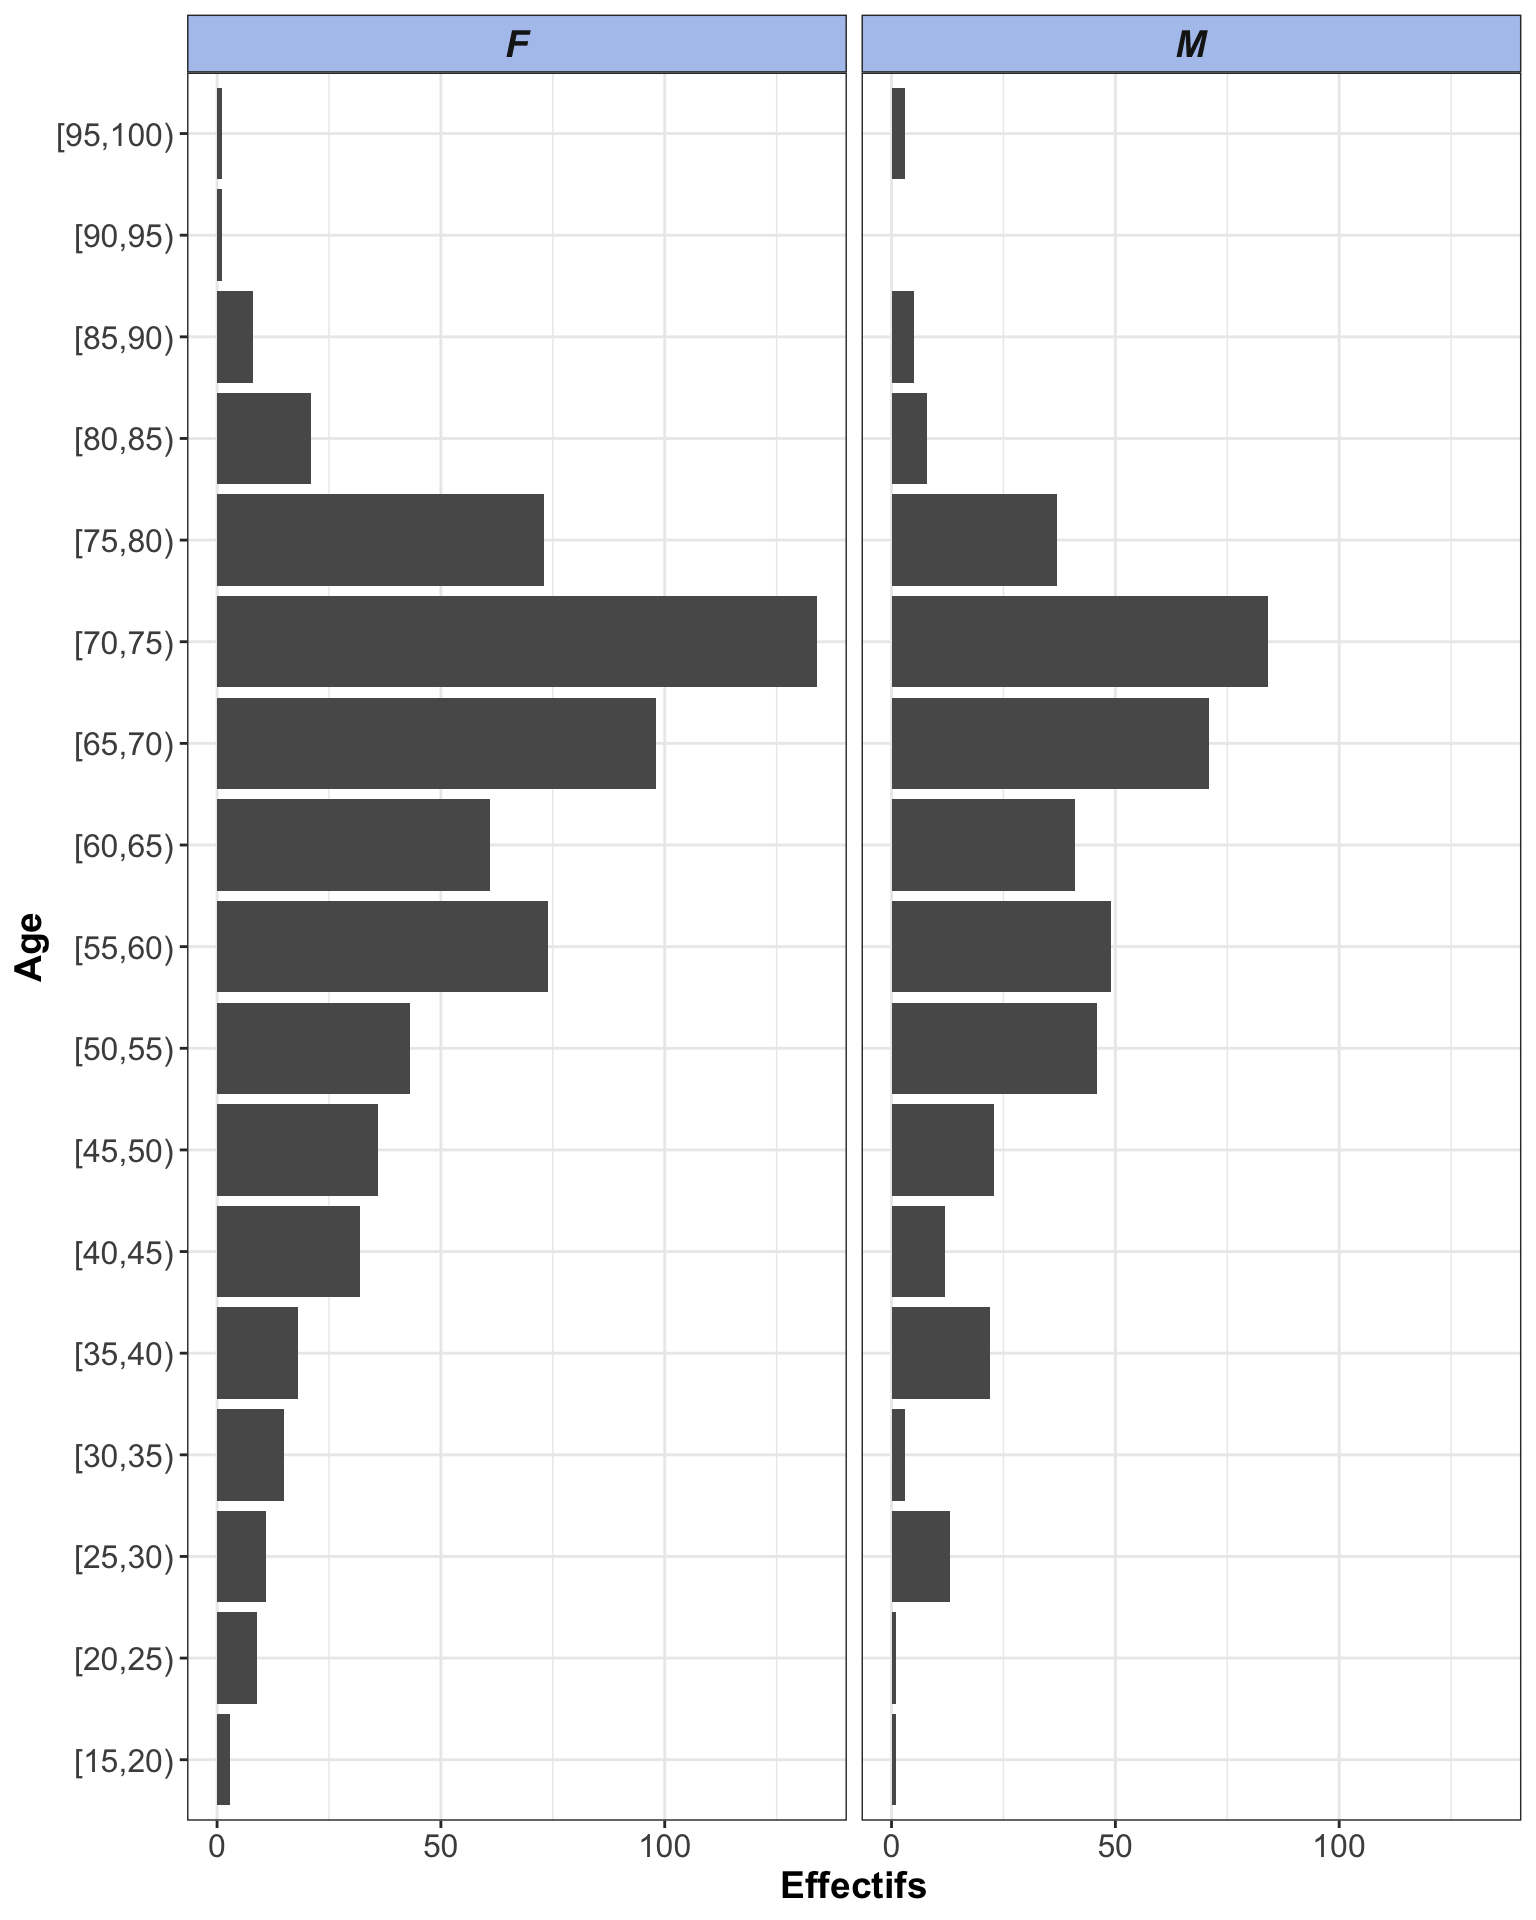 F
M
[95,100)
[90,95)
[85,90)
[80,85)
[75,80)
[70,75)
[65,70)
[60,65)
[55,60)
[50,55)
[45,50)
[40,45)
[35,40)
[30,35)
[25,30)
[20,25)
[15,20)
Age
0 50 100
0 50 100
Effectifs